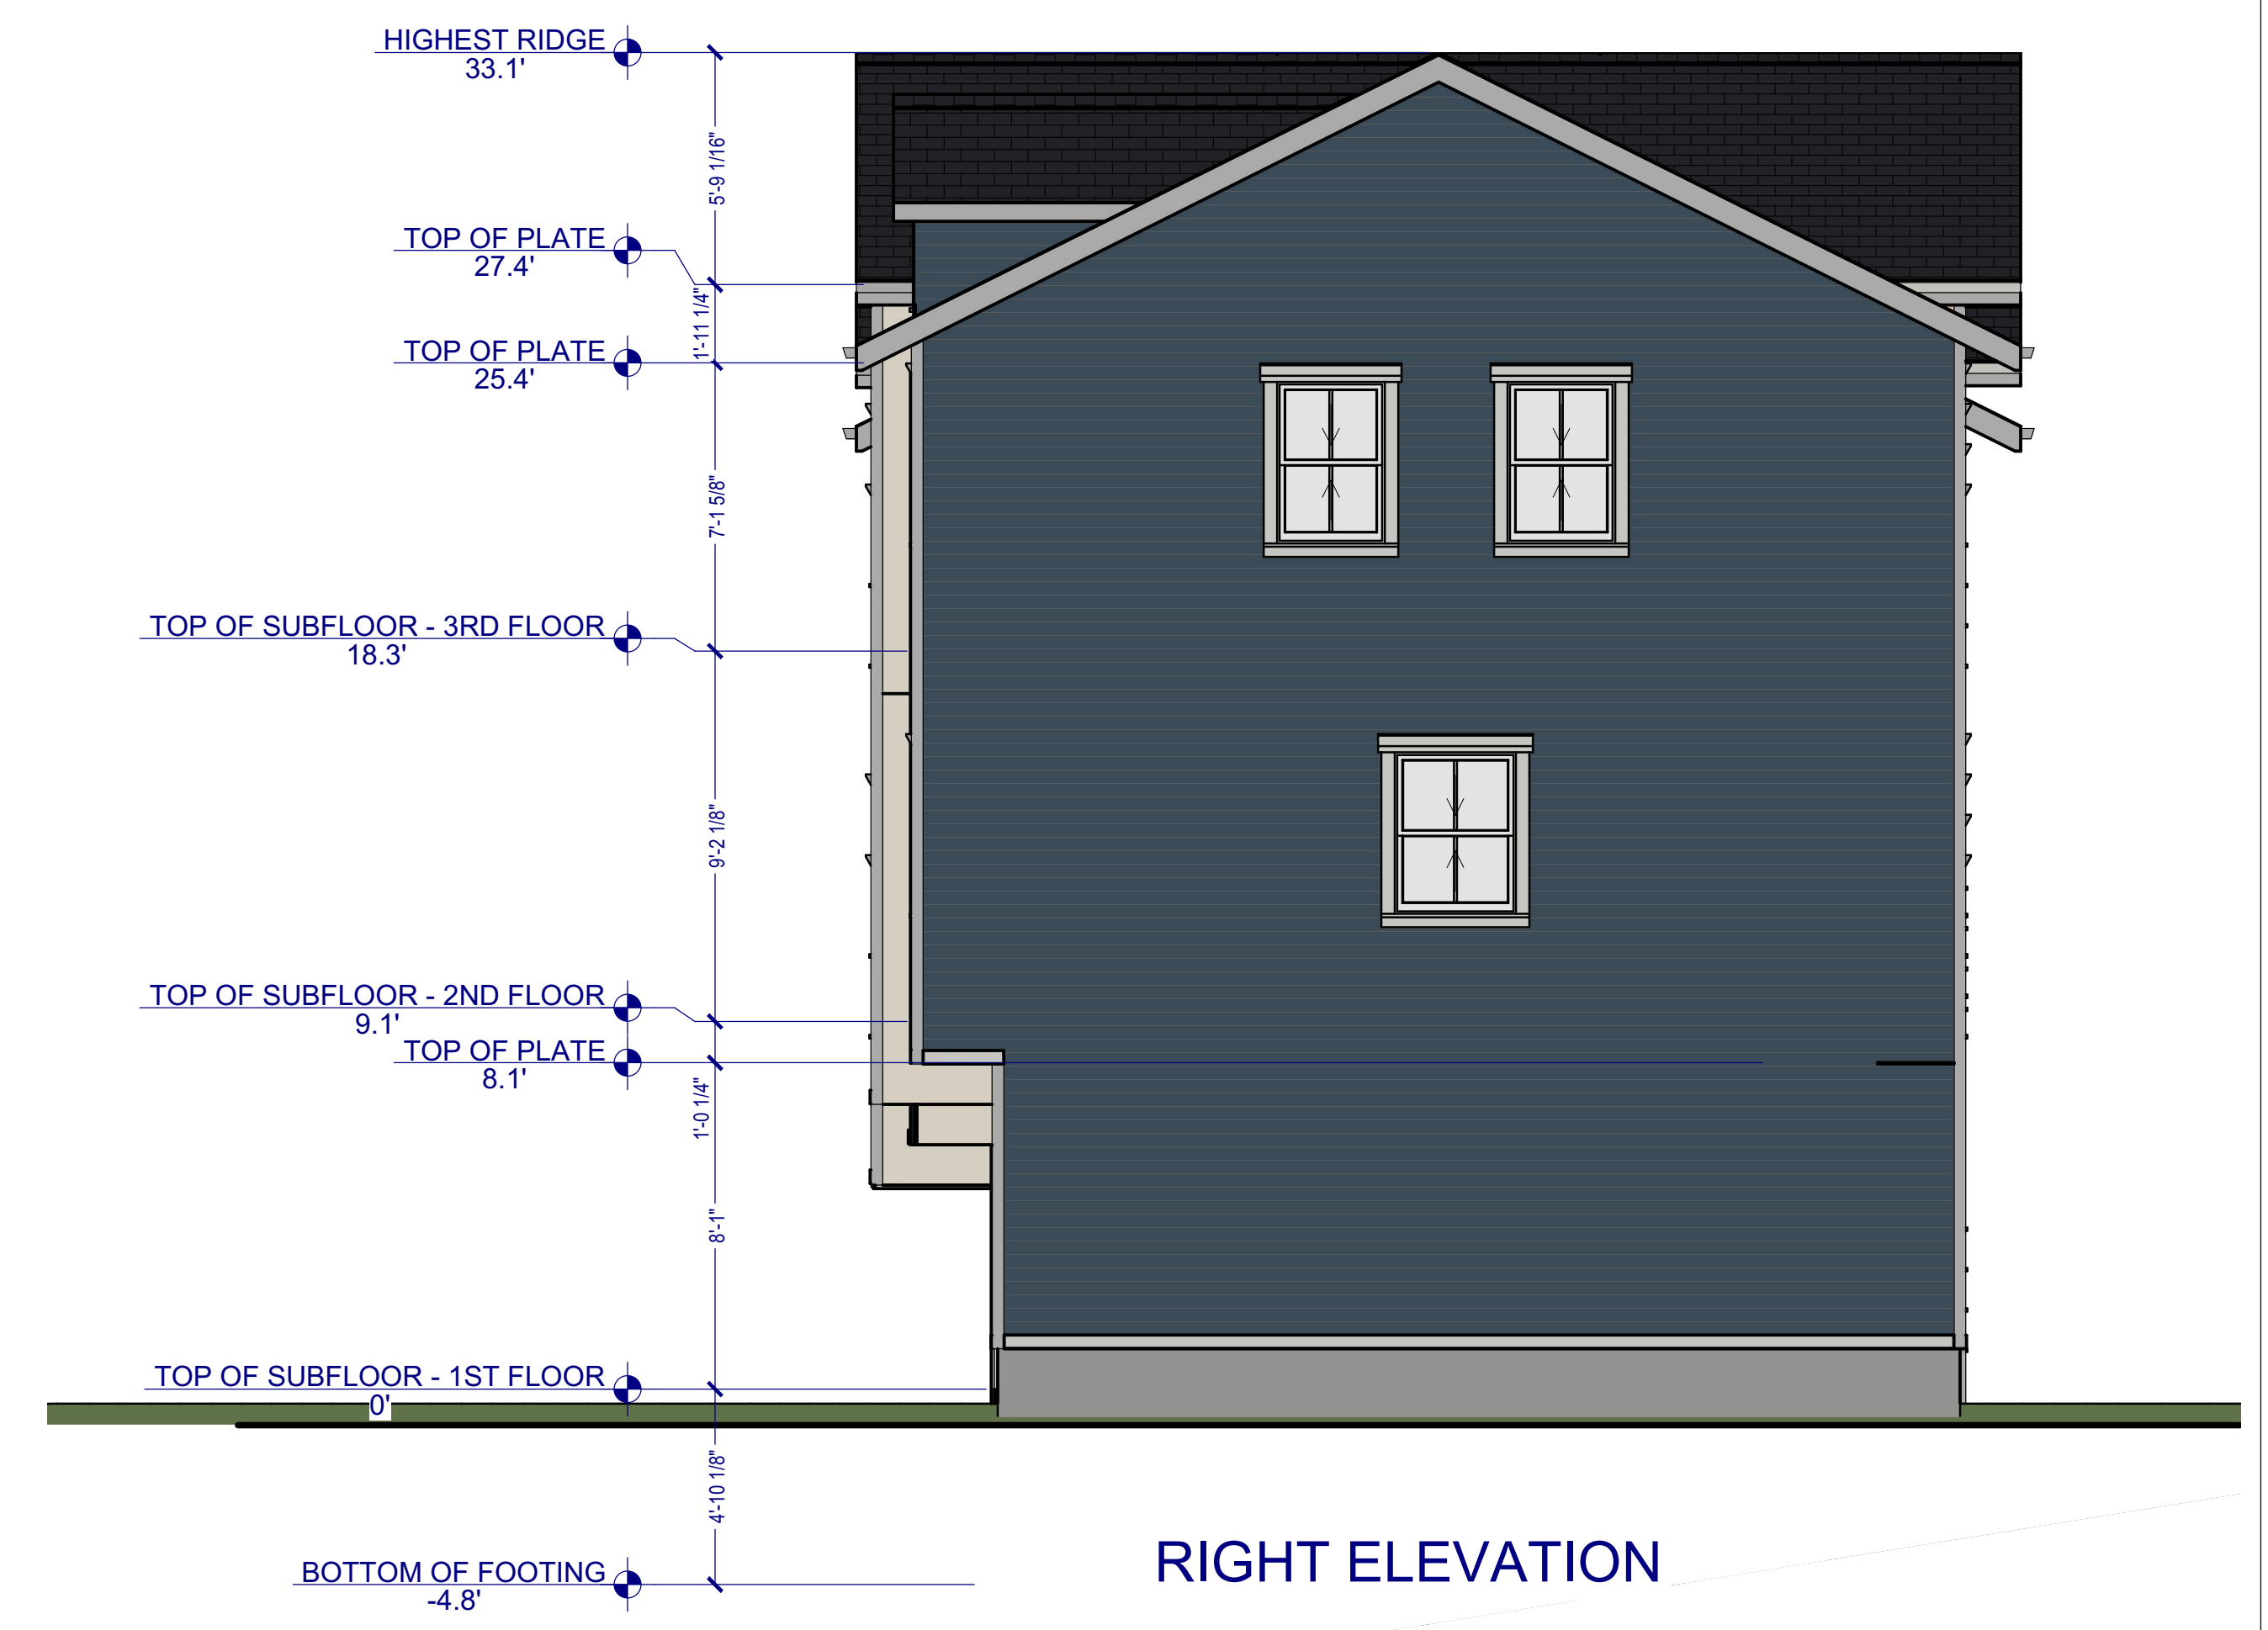 HIGHEST RIDGE
33.1'
5'-9 1/16"
TOP OF PLATE
27.4'
1'-11 1/4"
TOP OF PLATE
25.4'
7'-1 5/8"
TOP OF SUBFLOOR - 3RD FLOOR
18.3'
9'-2 1/8"
TOP OF SUBFLOOR - 2ND FLOOR
9.1'
TOP OF PLATE
8.1'
1'-0 1/4"
8'-1"
TOP OF SUBFLOOR - 1ST FLOOR
0'
4'-10 1/8"
BOTTOM OF FOOTING
-4.8'
RIGHT ELEVATION